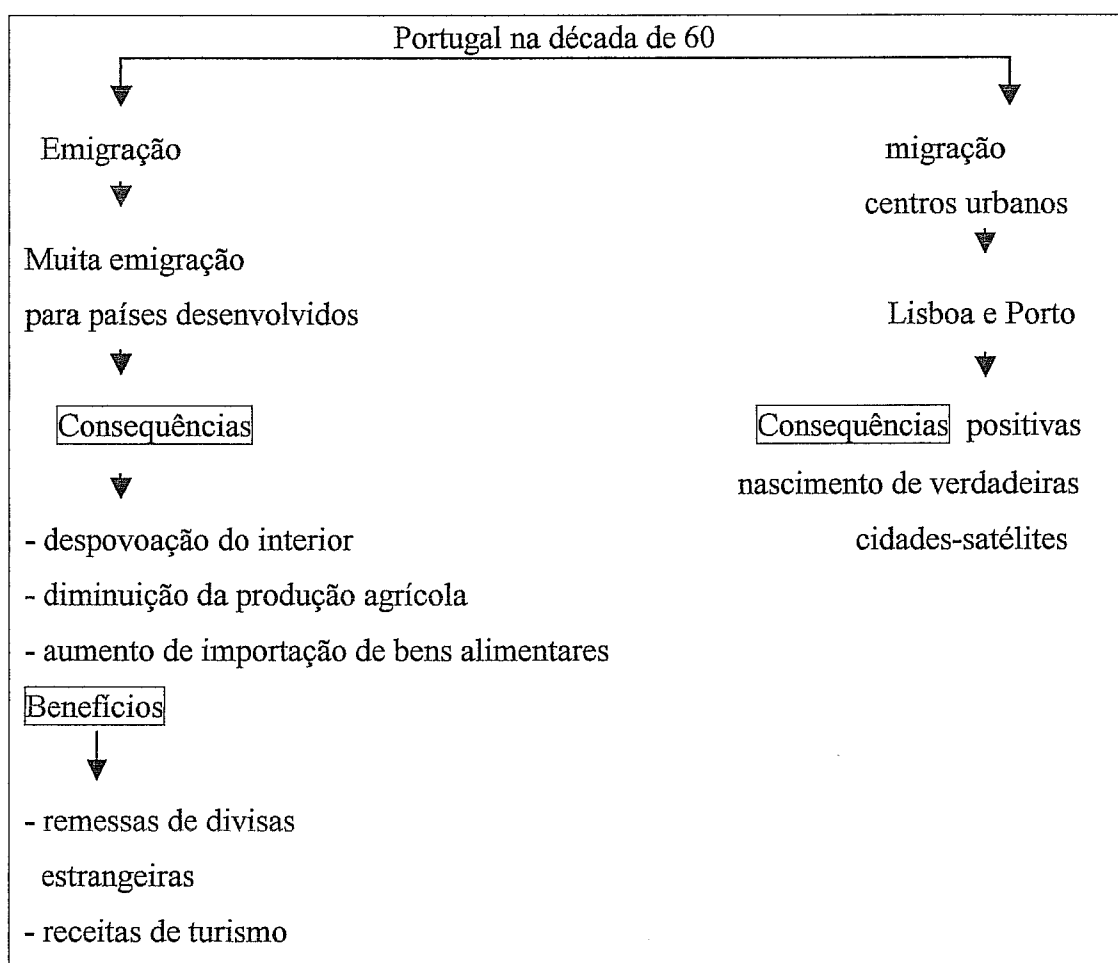 Portugal na década de 60
Emigração
Muita emigração
para países desenvolvidos
Consequências
- despovoação do interior
- diminuição da produção agrícola
- aumento de importação de bens alimentares
Benefícios
- remessas de divisas
estrangeiras
- receitas de turismo
migração
centros urbanos
Lisboa e Porto
Consequências positivas
nascimento de verdadeiras
cidades-satélites